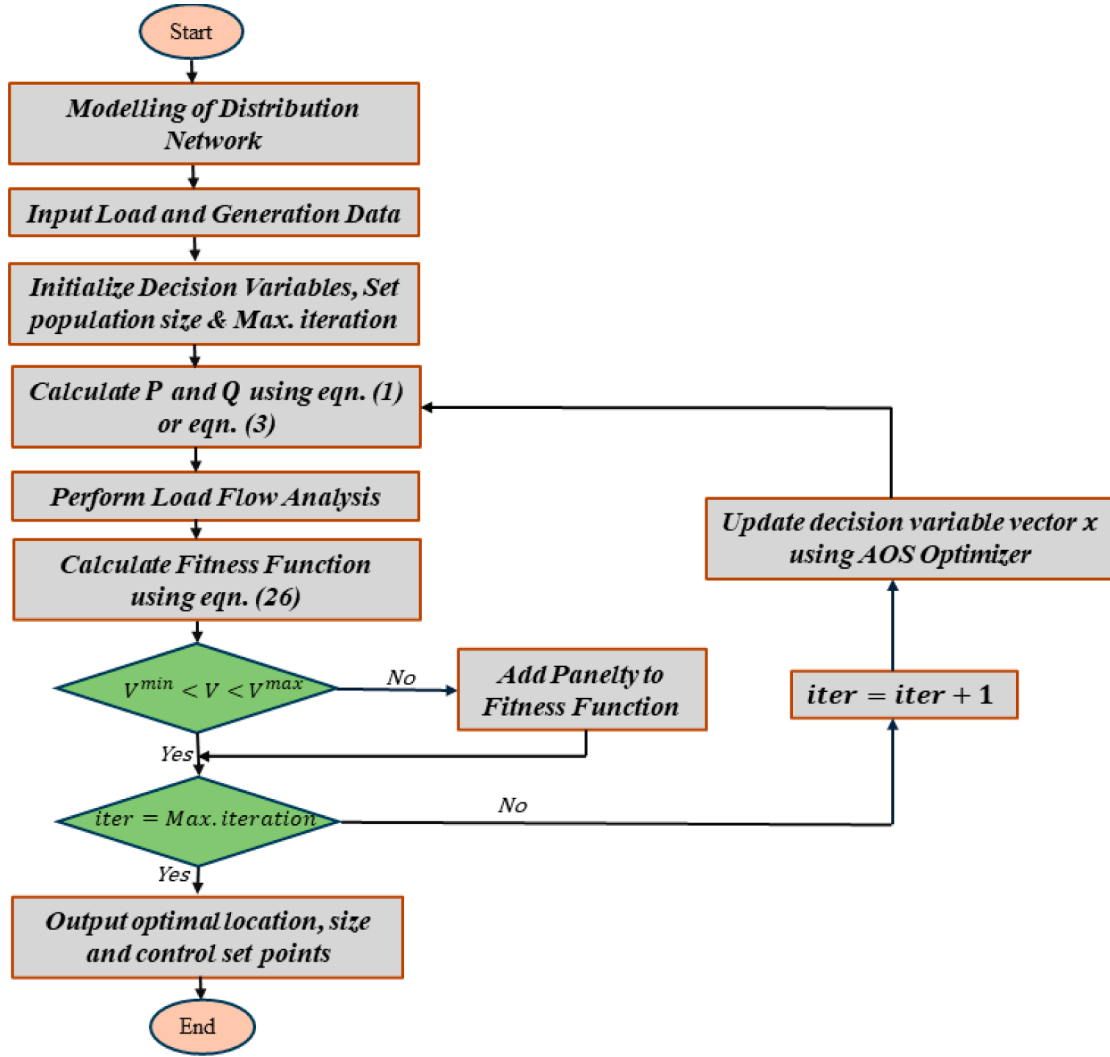 Start
Modelling of Distribution
Network
Input Load and Generation Data
Initialize Decision Variables, Set
population size & Max. iteration
Calculate P and Q using eqn. (1)
or eqn. (3)
Perform Load Flow Analysis
Calculate Fitness Function
using eqn. (26)
V^min < V < V^max
No
Add Panelty to
Fitness Function
Yes
iter = Max. iteration
No
iter = iter + 1
Update decision variable vector x
using AOS Optimizer
Yes
Output optimal location, size
and control set points
End